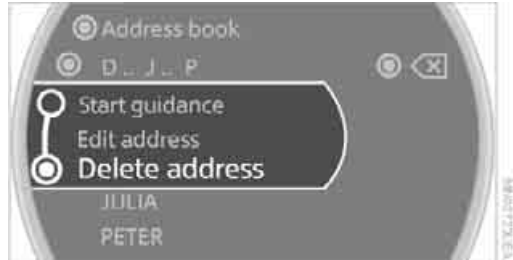 Address book
D .. J .. P
Start guidance
Edit address
Delete address
JULIA
PETER